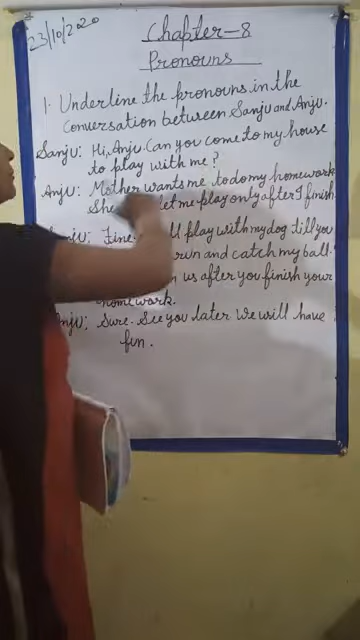 23/10/2020
Chapter-8
Pronouns
1. Underline the pronouns in the
conversation between Sanju and Anju.
Sanju: Hi, Anju. Can you come to my house
to play with me?
Anju: Mother wants me to do my homework.
She let me play only after I finish.
Fine. play with my dog till you
run and catch my ball.
us after you finish your
homework.
Sure. See you later We will have
fun.